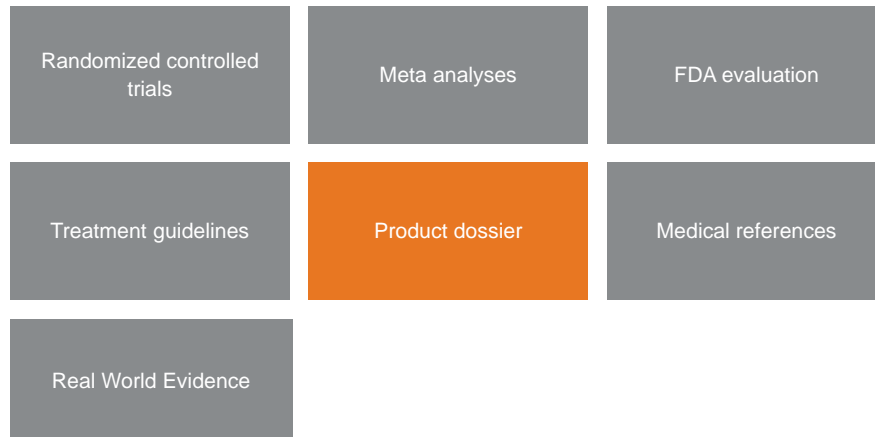 Randomized controlled
trials
Meta analyses
FDA evaluation
Treatment guidelines
Product dossier
Medical references
Real World Evidence